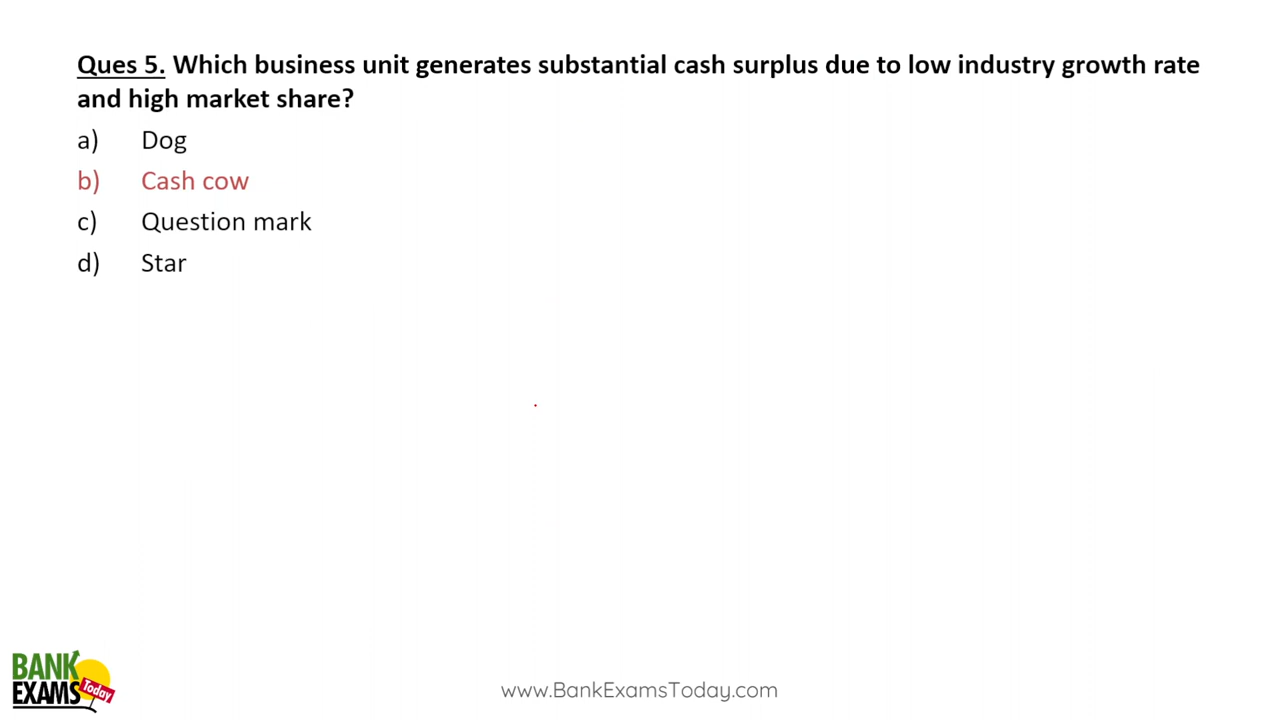 Ques 5. Which business unit generates substantial cash surplus due to low industry growth rate
and high market share?
a) Dog
b) Cash cow
c) Question mark
d) Star
BANK
EXAMS
Today
www.BankExamsToday.com